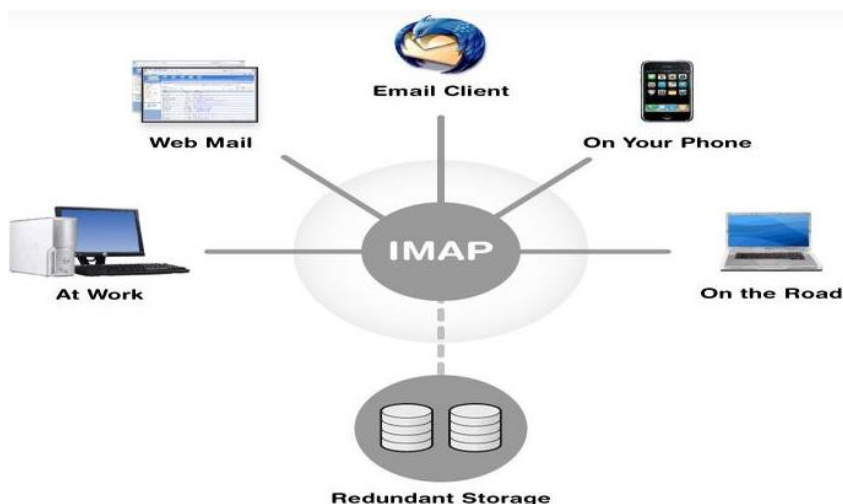 Email Client
Web Mail
On Your Phone
IMAP
At Work
On the Road
Redundant Storage